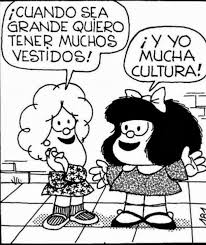 ¡CUANDO SEA
GRANDE QUIERO
TENER MUCHOS
VESTIDOS!
¡Y YO
MUCHA
CULTURA!